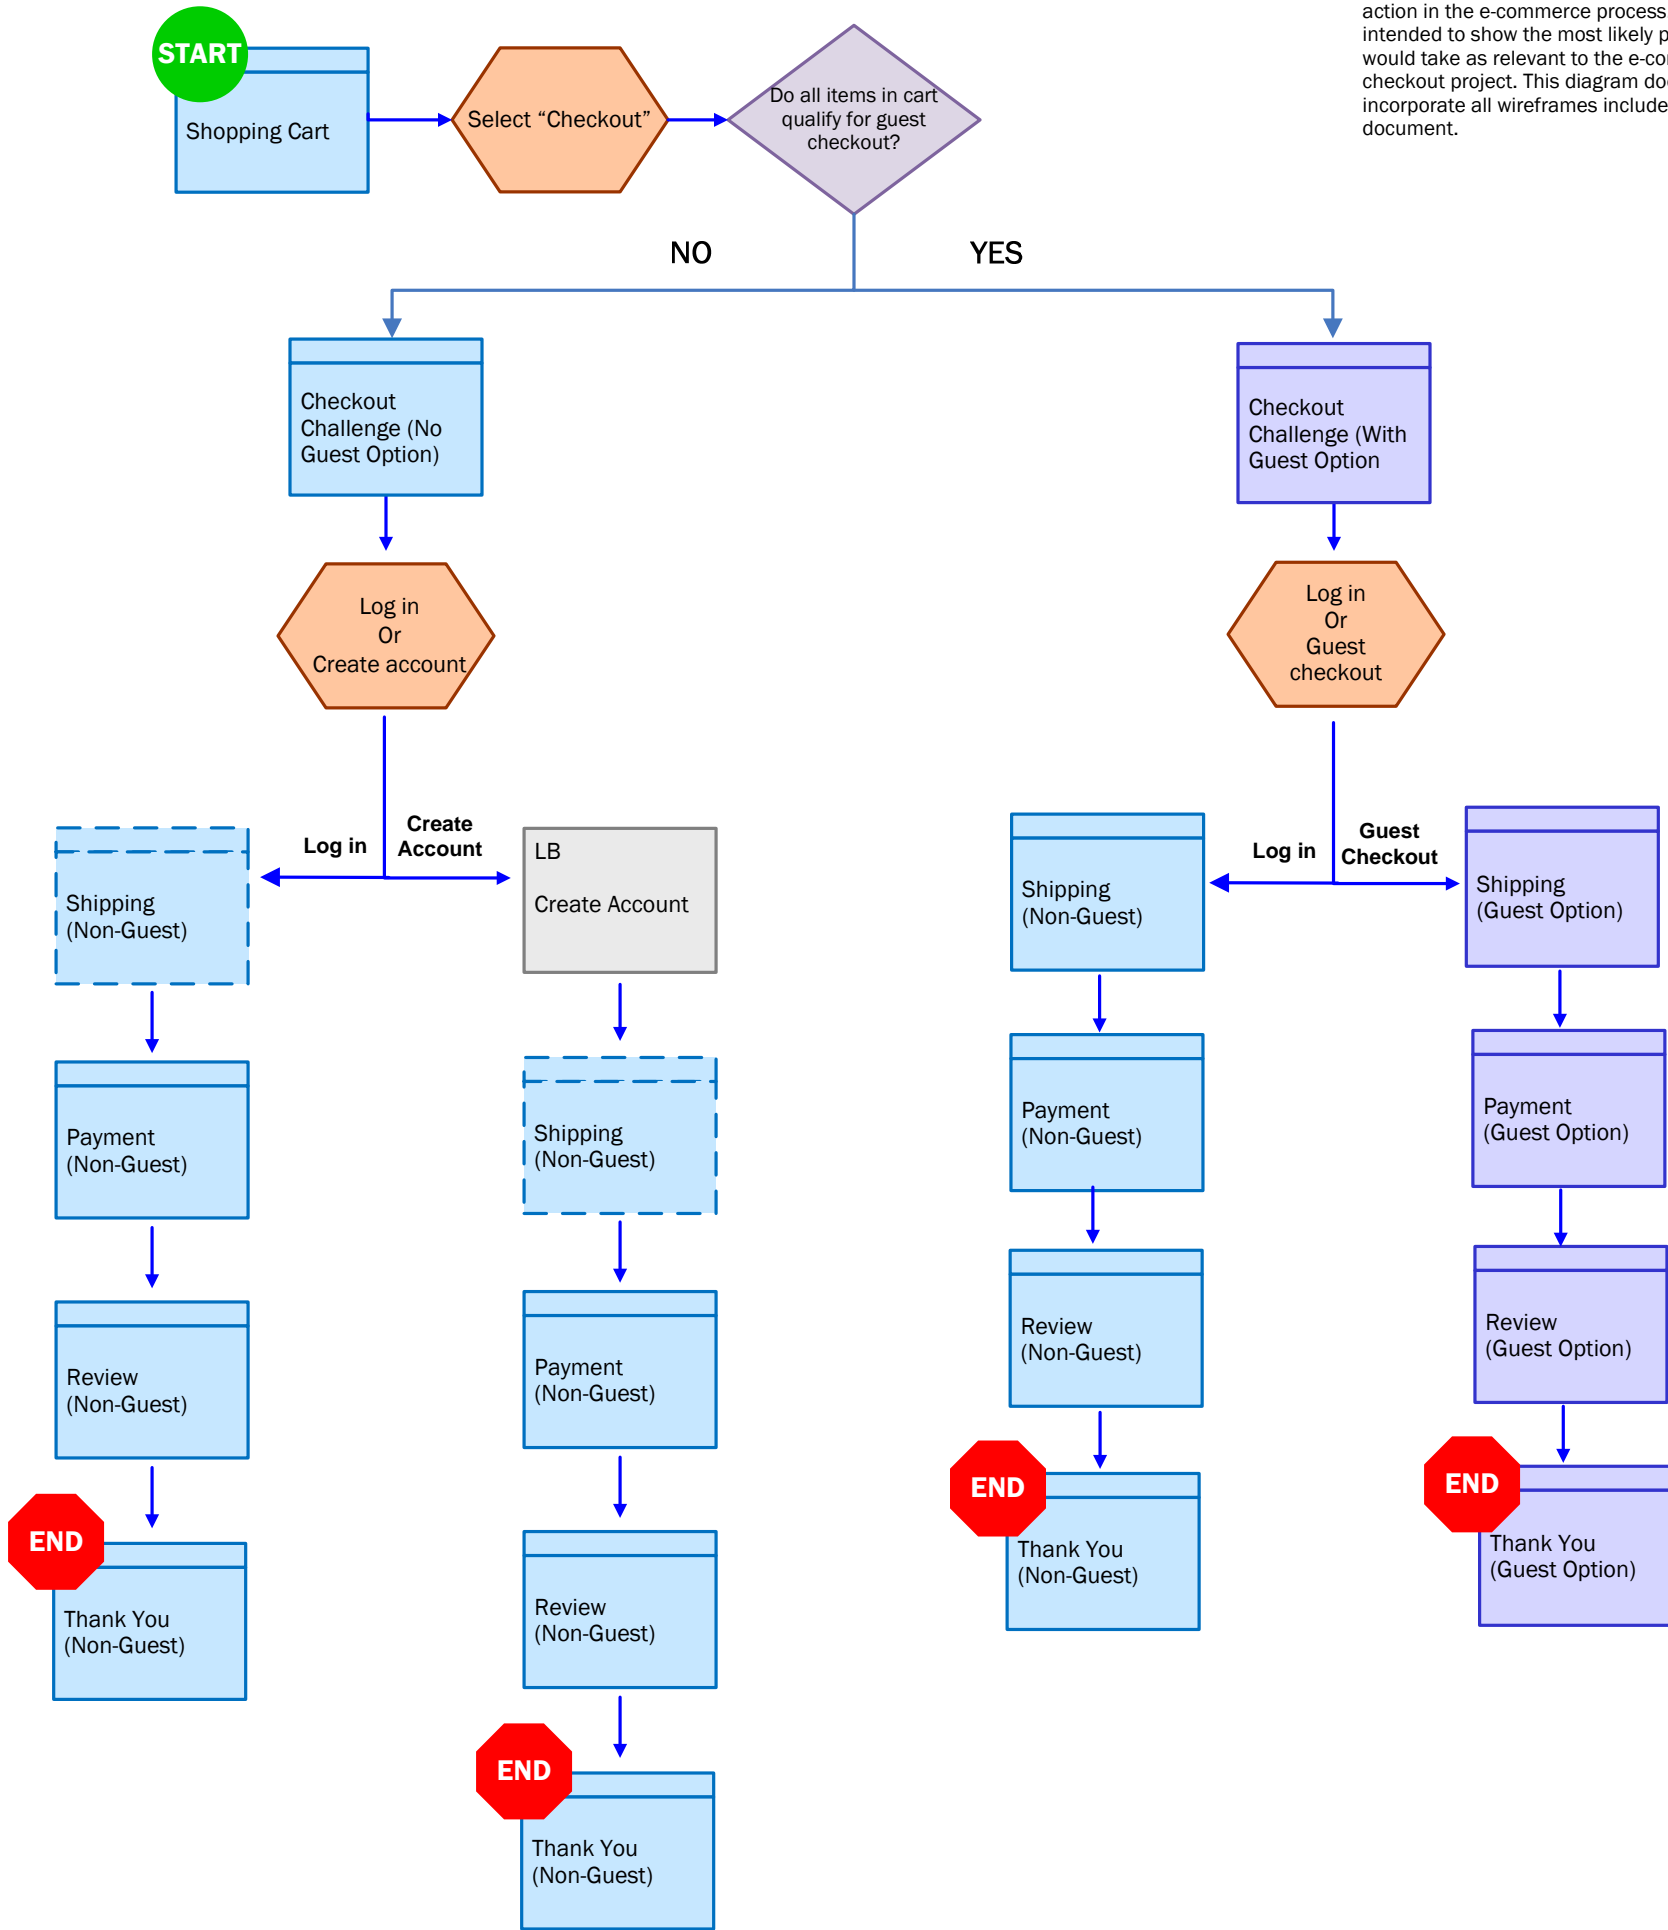 action in the e-commerce process
intended to show the most likely
would take as relevant to the
checkout project. This diagram
incorporate all wireframes
document.
START
Shopping Cart
Select “Checkout”
Do all items in cart
qualify for guest
checkout?
NO
YES
Checkout
Challenge (No
Guest Option)
Checkout
Challenge (With
Guest Option
Log in
Or
Create account
Log in
Or
Guest
checkout
Log in
Create
Account
Log in
Guest
Checkout
Shipping
(Non-Guest)
LB
Create Account
Shipping
(Non-Guest)
Shipping
(Guest Option)
Payment
(Non-Guest)
Shipping
(Non-Guest)
Payment
(Non-Guest)
Payment
(Guest Option)
Review
(Non-Guest)
Payment
(Non-Guest)
Review
(Non-Guest)
Review
(Guest Option)
END
Thank You
(Non-Guest)
Review
(Non-Guest)
END
Thank You
(Non-Guest)
END
Thank You
(Guest Option)
END
Thank You
(Non-Guest)